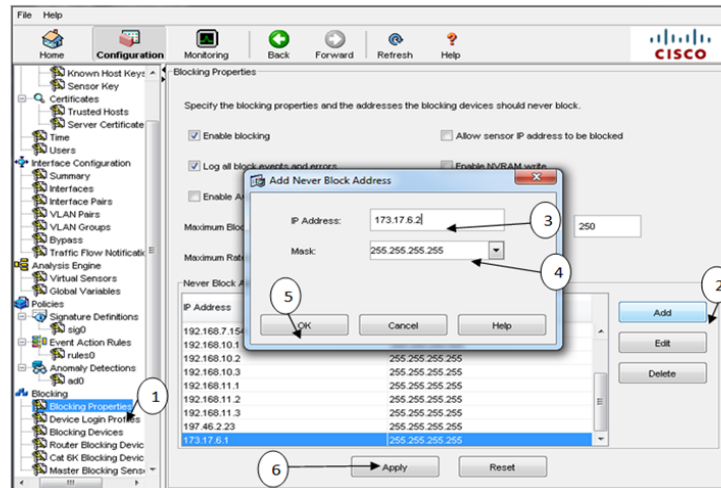 File Help
Home Configuration Monitoring Back Forward Refresh Help
CISCO
Known Host Keys
Sensor Key
Certificates
Trusted Hosts
Server Certificate
Time
Users
Interface Configuration
Summary
Interfaces
Interface Pairs
VLAN Pairs
VLAN Groups
Bypass
Traffic Flow Notificatio
Analysis Engine
Virtual Sensors
Global Variables
Policies
Signature Definitions
sig0
Event Action Rules
rules0
Anomaly Detections
ad0
Blocking
Blocking Properties
Device Login Profiles
Blocking Devices
Router Blocking Devic
Cat 6K Blocking Devic
Master Blocking Sens
1
Blocking Properties
Specify the blocking properties and the addresses the blocking devices should never block.
Enable blocking
Allow sensor IP address to be blocked
Log all block events and errors
Enable NVRAM write
Enable A
Maximum Bloc
250
Maximum Rat
Add Never Block Address
IP Address: 173.17.6.2
3
Mask: 255.255.255.255
4
5
OK Cancel Help
Never Block A
IP Address
192.168.7.15
192.168.10.1 255.255.255.255
192.168.10.2 255.255.255.255
192.168.10.3 255.255.255.255
192.168.11.1 255.255.255.255
192.168.11.2 255.255.255.255
192.168.11.3 255.255.255.255
197.46.2.23 255.255.255.255
173.17.6.1 255.255.255.255
2
Add
Edit
Delete
6
Apply Reset